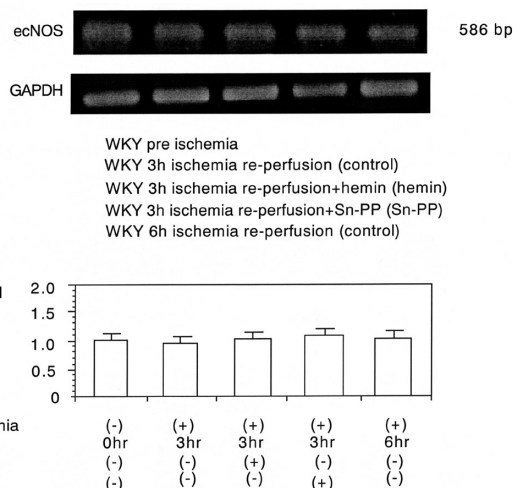 ecNOS 586 bp
GAPDH
WKY pre ischemia
WKY 3h ischemia re-perfusion (control)
WKY 3h ischemia re-perfusion+hemin (hemin)
WKY 3h ischemia re-perfusion+Sn-PP (Sn-PP)
WKY 6h ischemia re-perfusion (control)
2.0
1.5
1.0
0.5
0
(-) (+) (+) (+) (+)
0hr 3hr 3hr 3hr 6hr
(-) (-) (+) (-) (-)
(-) (-) (-) (+) (-)